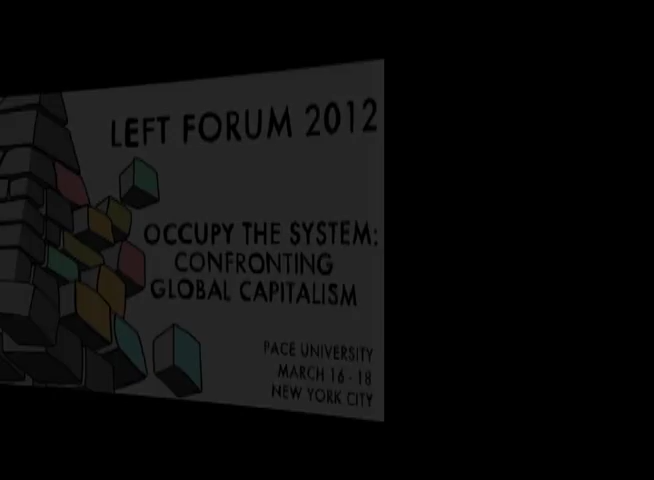 LEFT FORUM 2012
OCCUPY THE SYSTEM:
CONFRONTING
GLOBAL CAPITALISM
PACE UNIVERSITY
MARCH 16 - 18
NEW YORK CITY